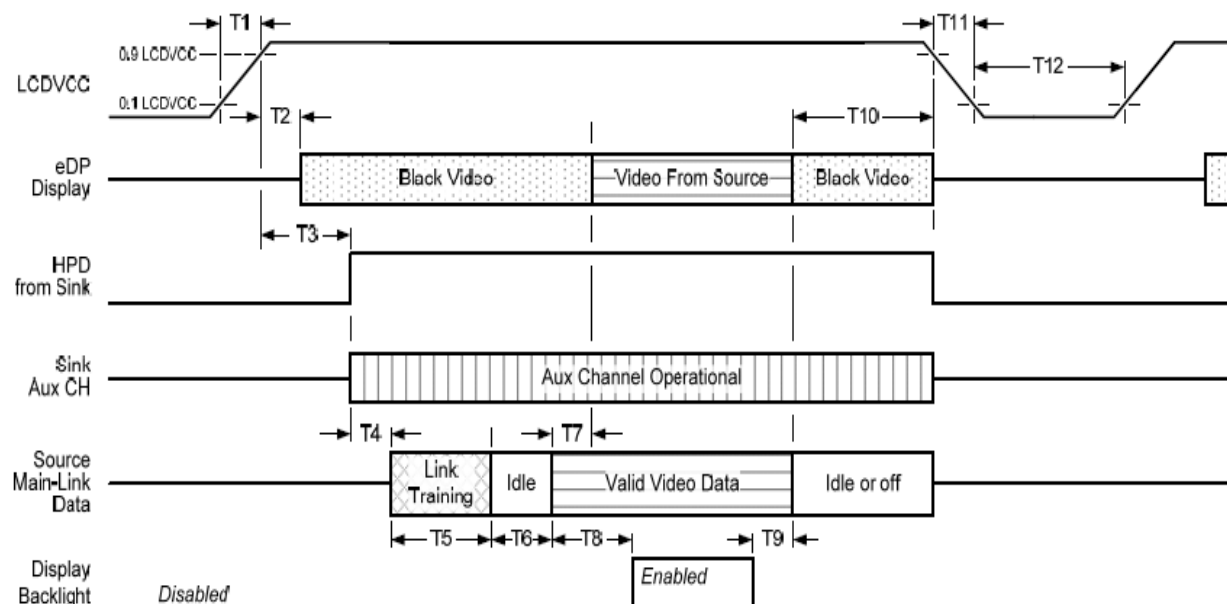 T1
T11
0.9 LCDVCC
LCDVCC
T12
0.1 LCDVCC
T2
T10
eDP
Display
Black Video
Video From Source
Black Video
T3
HPD
from Sink
Sink
Aux CH
Aux Channel Operational
T4
T7
Source
Main-Link
Data
Link
Training
Idle
Valid Video Data
Idle or off
T5
T6
T8
T9
Display
Backlight
Disabled
Enabled